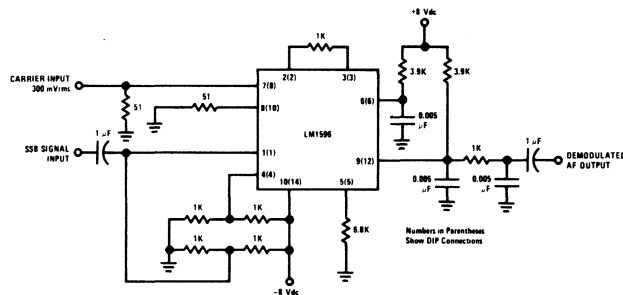 +8 Vdc
1K
2(2)
3(3)
3.9K
3.9K
CARRIER INPUT
300 mVrms
7(8)
51
51
8(10)
6(6)
0.005
μF
LM1596
1 μF
SSB SIGNAL
INPUT
1(1)
9(12)
1K
1 μF
DEMODULATED
AF OUTPUT
4(4)
10(14)
5(5)
0.005
μF
0.005
μF
1K
1K
6.8K
1K
1K
Numbers in Parentheses
Show DIP Connections
-8 Vdc